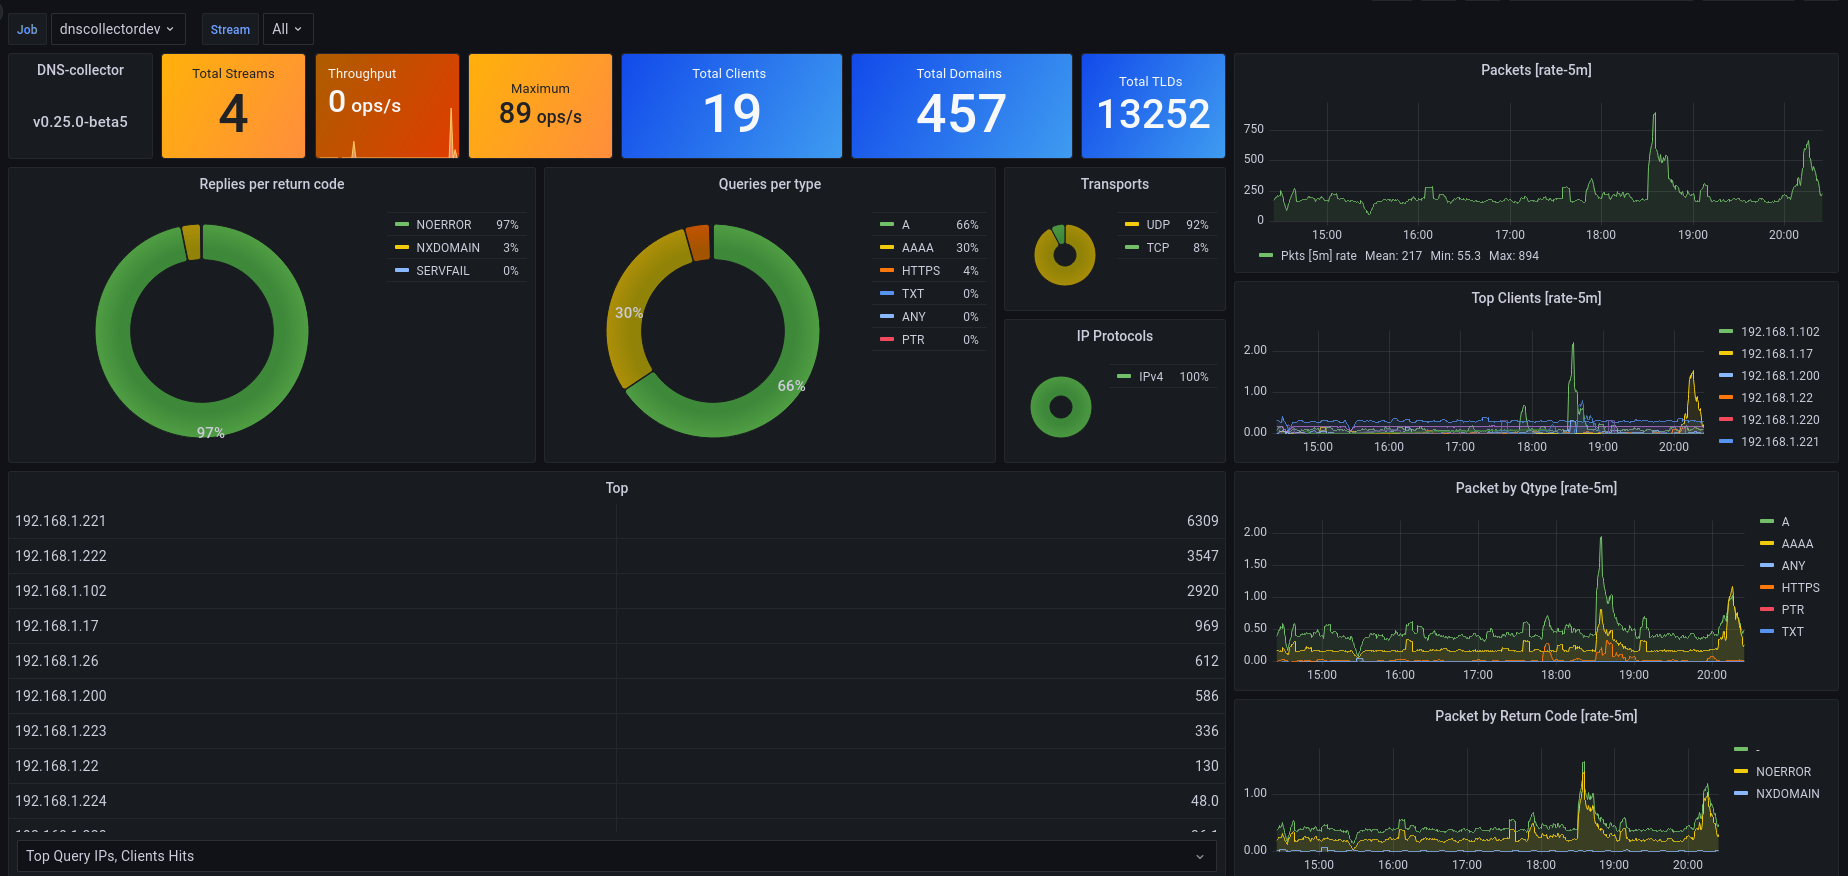 Job
dnscollectordev
Stream
All
DNS-collector
v0.25.0-beta5
Total Streams
4
Throughput
0 ops/s
Maximum
89 ops/s
Total Clients
19
Total Domains
457
Total TLDs
13252
Replies per return code
97%
NOERROR 97%
NXDOMAIN 3%
SERVFAIL 0%
Queries per type
30%
66%
A 66%
AAAA 30%
HTTPS 4%
TXT 0%
ANY 0%
PTR 0%
Transports
UDP 92%
TCP 8%
IP Protocols
IPv4 100%
Top
192.168.1.221 6309
192.168.1.222 3547
192.168.1.102 2920
192.168.1.17 969
192.168.1.26 612
192.168.1.200 586
192.168.1.223 336
192.168.1.22 130
192.168.1.224 48.0
Top Query IPs, Clients Hits
Packets [rate-5m]
750
500
250
0
15:00 16:00 17:00 18:00 19:00 20:00
Pkts [5m] rate Mean: 217 Min: 55.3 Max: 894
Top Clients [rate-5m]
2.00
1.00
0.00
15:00 16:00 17:00 18:00 19:00 20:00
192.168.1.102
192.168.1.17
192.168.1.200
192.168.1.22
192.168.1.220
192.168.1.221
Packet by Qtype [rate-5m]
2.00
1.50
1.00
0.50
0.00
15:00 16:00 17:00 18:00 19:00 20:00
A
AAAA
ANY
HTTPS
PTR
TXT
Packet by Return Code [rate-5m]
1.00
0.00
15:00 16:00 17:00 18:00 19:00 20:00
-
NOERROR
NXDOMAIN